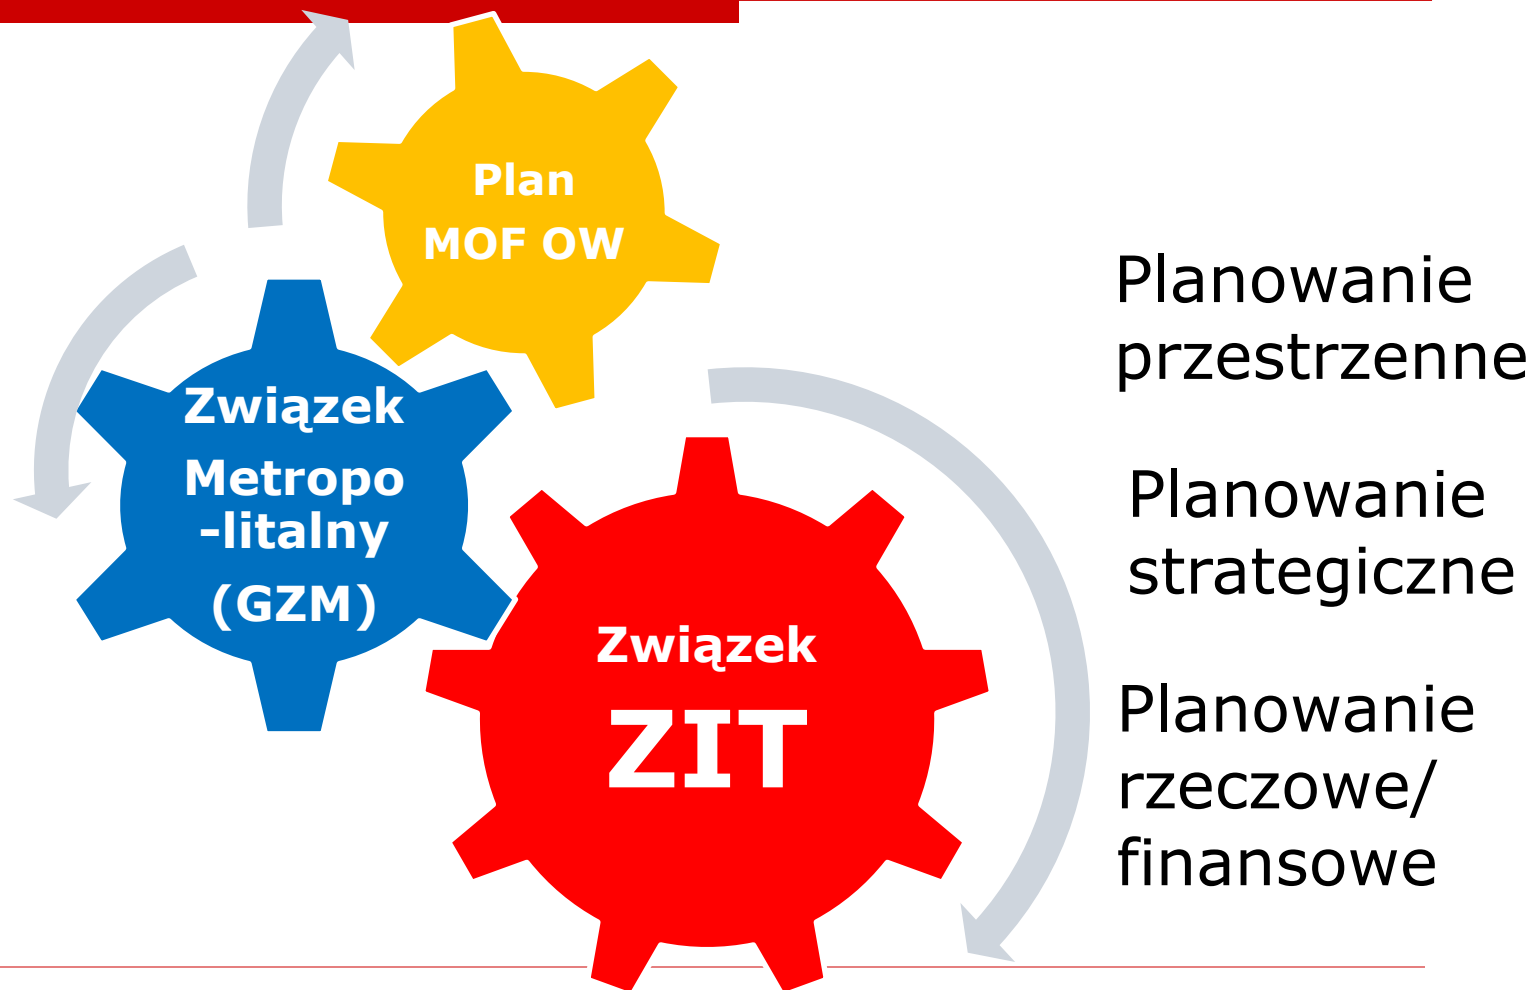 Plan
MOF OW
Związek
Metropo
-litalny
(GZM)
Związek
ZIT
Planowanie
przestrzenne
Planowanie
strategiczne
Planowanie
rzeczowe/
finansowe